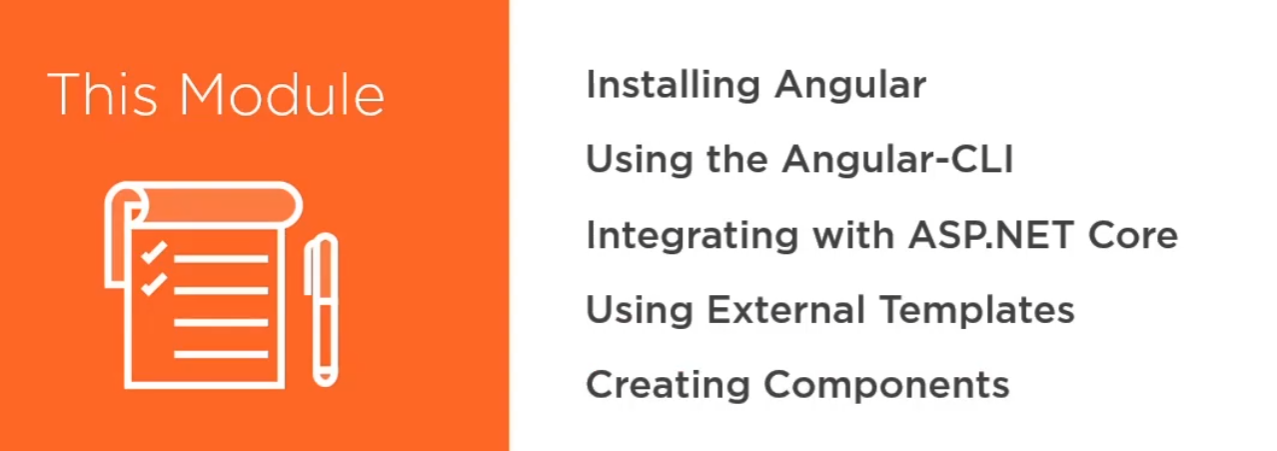 This Module
Installing Angular
Using the Angular-CLI
Integrating with ASP.NET Core
Using External Templates
Creating Components